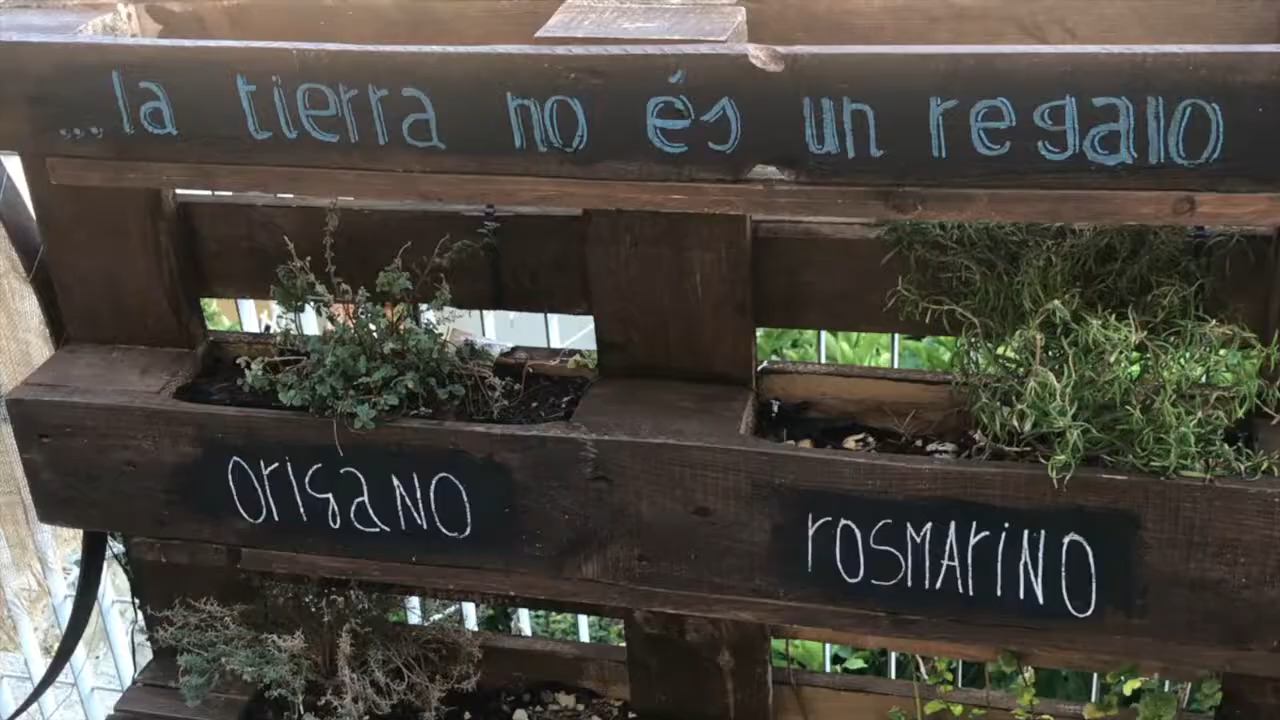 ...la tierra no és un regalo
origano
rosmarino